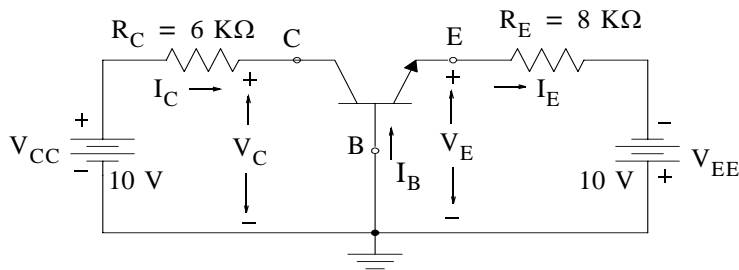 R_C = 6 KΩ
C
E
R_E = 8 KΩ
I_C
+
+
I_E
+
-
V_CC
V_C
B
V_E
V_EE
-
10 V
I_B
10 V
+
-
-